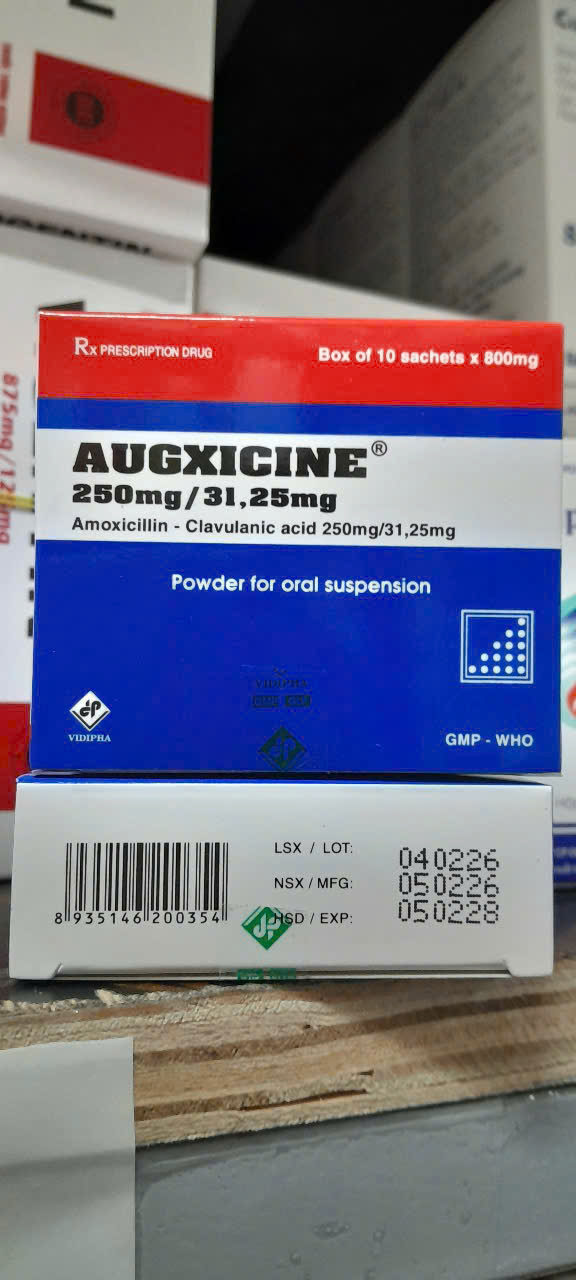 Rx PRESCRIPTION DRUG
Box of 10 sachets x 800mg
AUGXICINE®
250mg/31,25mg
Amoxicillin - Clavulanic acid 250mg/31,25mg
Powder for oral suspension
VIDIPHA
VIDIPHA
GMP - WHO
LSX / LOT: 040226
NSX / MFG: 050226
HSD / EXP: 050228
8 935146 200354